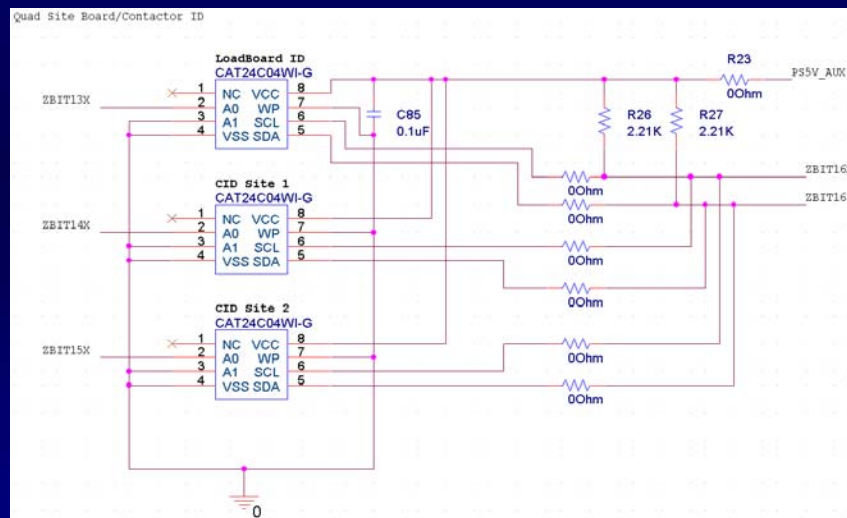 Quad Site Board/Contactor ID
LoadBoard ID
CAT24C04WI-G
1 NC VCC 8
2 A0 WP 7
3 A1 SCL 6
4 VSS SDA 5
ZBIT13X
C85
0.1uF
R23
0Ohm
PS5V_AUX
R26
2.21K
R27
2.21K
0Ohm
0Ohm
ZBIT16
ZBIT16
CID Site 1
CAT24C04WI-G
1 NC VCC 8
2 A0 WP 7
3 A1 SCL 6
4 VSS SDA 5
ZBIT14X
0Ohm
0Ohm
CID Site 2
CAT24C04WI-G
1 NC VCC 8
2 A0 WP 7
3 A1 SCL 6
4 VSS SDA 5
ZBIT15X
0Ohm
0Ohm
0